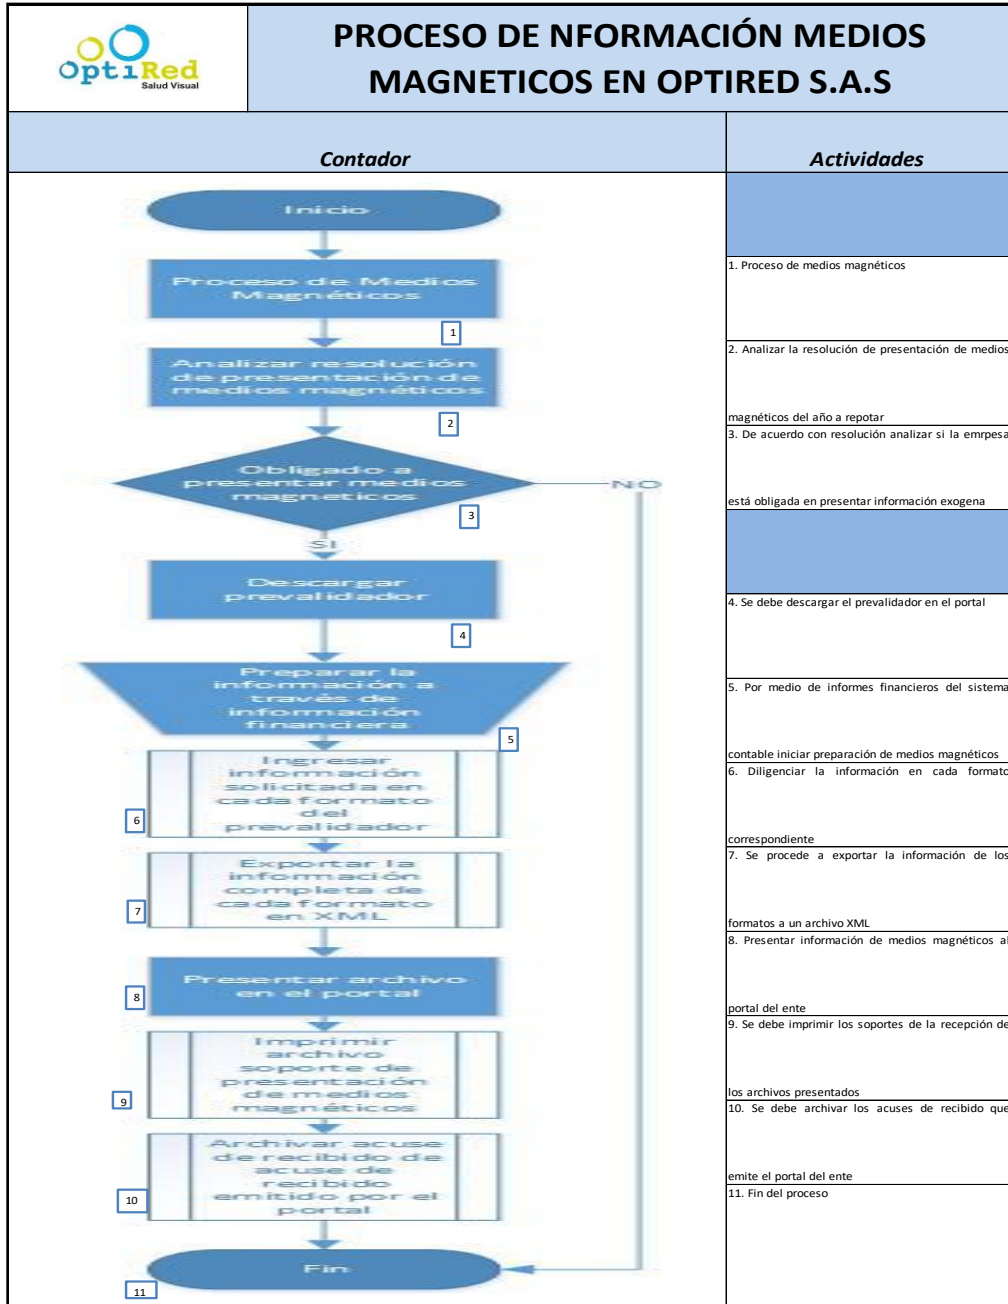 OptiRed
Salud Visual
PROCESO DE NFORMACIÓN MEDIOS
MAGNETICOS EN OPTIRED S.A.S
Contador
Actividades
Inicio
Proceso de Medios
Magnéticos
1
Analizar resolución
de presentación de
medios magnéticos
2
Obligado a
presentar medios
magneticos
NO
3
SI
Descargar
prevalidador
4
Preparar la
información a
través de
información
financiera
5
Ingresar
información
solicitada en
cada formato
del
prevalidador
6
Exportar la
información
completa de
cada formato
en XML
7
Presentar archivo
en el portal
8
Imprimir
archivo
soporte de
presentación
de medios
magnéticos
9
Archivar acuse
de recibido de
acuse de
recibido
emitido por el
portal
10
Fin
11
1. Proceso de medios magnéticos
2. Analizar la resolución de presentación de medios
magnéticos del año a repotar
3. De acuerdo con resolución analizar si la emrpesa
está obligada en presentar información exogena
4. Se debe descargar el prevalidador en el portal
5. Por medio de informes financieros del sistema
contable iniciar preparación de medios magnéticos
6. Diligenciar la información en cada formato
correspondiente
7. Se procede a exportar la información de los
formatos a un archivo XML
8. Presentar información de medios magnéticos al
portal del ente
9. Se debe imprimir los soportes de la recepción de
los archivos presentados
10. Se debe archivar los acuses de recibido que
emite el portal del ente
11. Fin del proceso